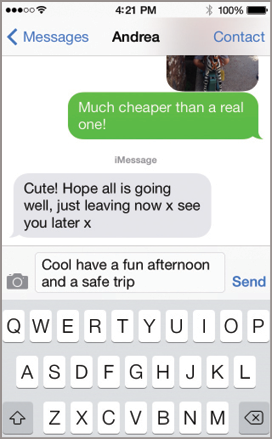 4:21 PM 100%
Messages Andrea Contact
Much cheaper than a real
one!
iMessage
Cute! Hope all is going
well, just leaving now x see
you later x
Cool have a fun afternoon
and a safe trip
Send
Q W E R T Y U I O P
A S D F G H J K L
Z X C V B N M